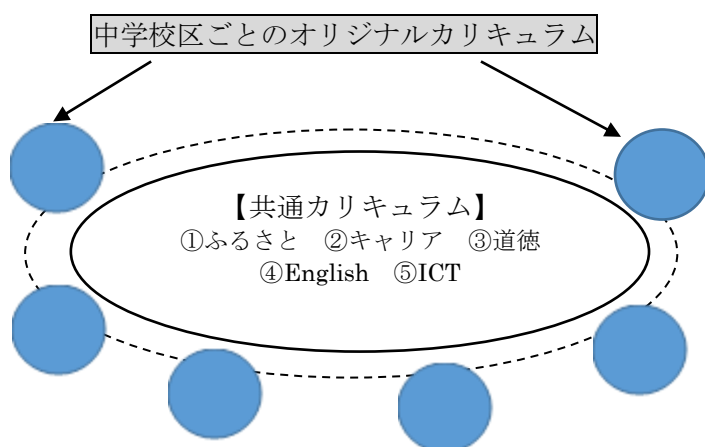 中学校区ごとのオリジナルカリキュラム
【共通カリキュラム】
①ふるさと　②キャリア　③道徳
④English　⑤ICT